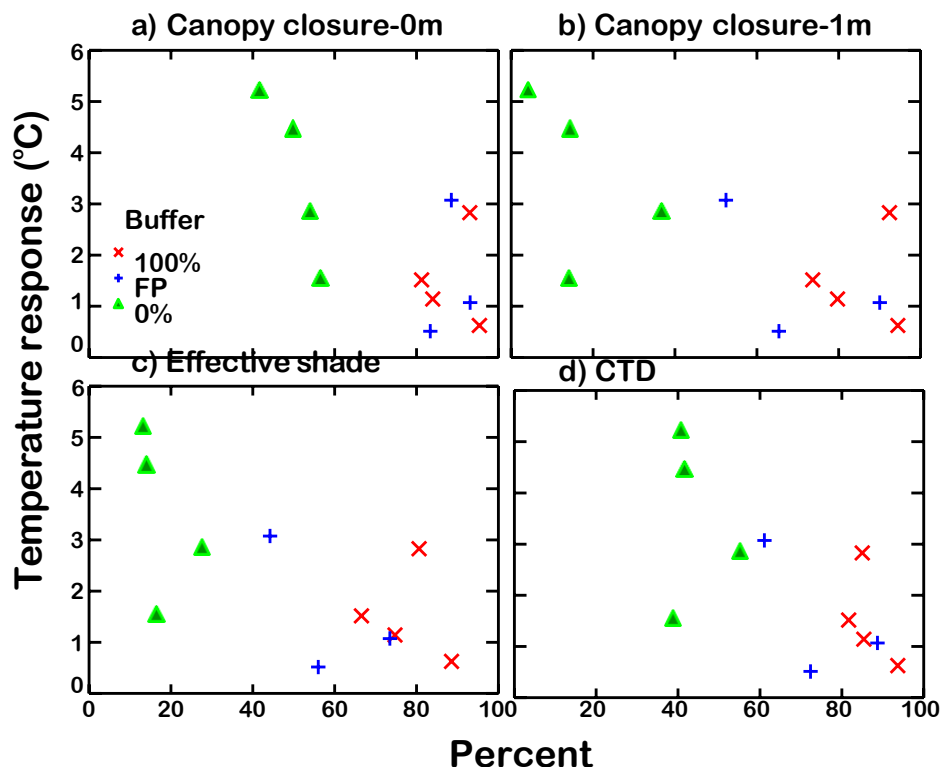 a) Canopy closure-0m
b) Canopy closure-1m
6
5
4
3
2
1
0
Buffer
100%
FP
0%
Temperature response (°C)
c) Effective shade
d) CTD
6
5
4
3
2
1
0
0 20 40 60 80 100
20 40 60 80 100
Percent